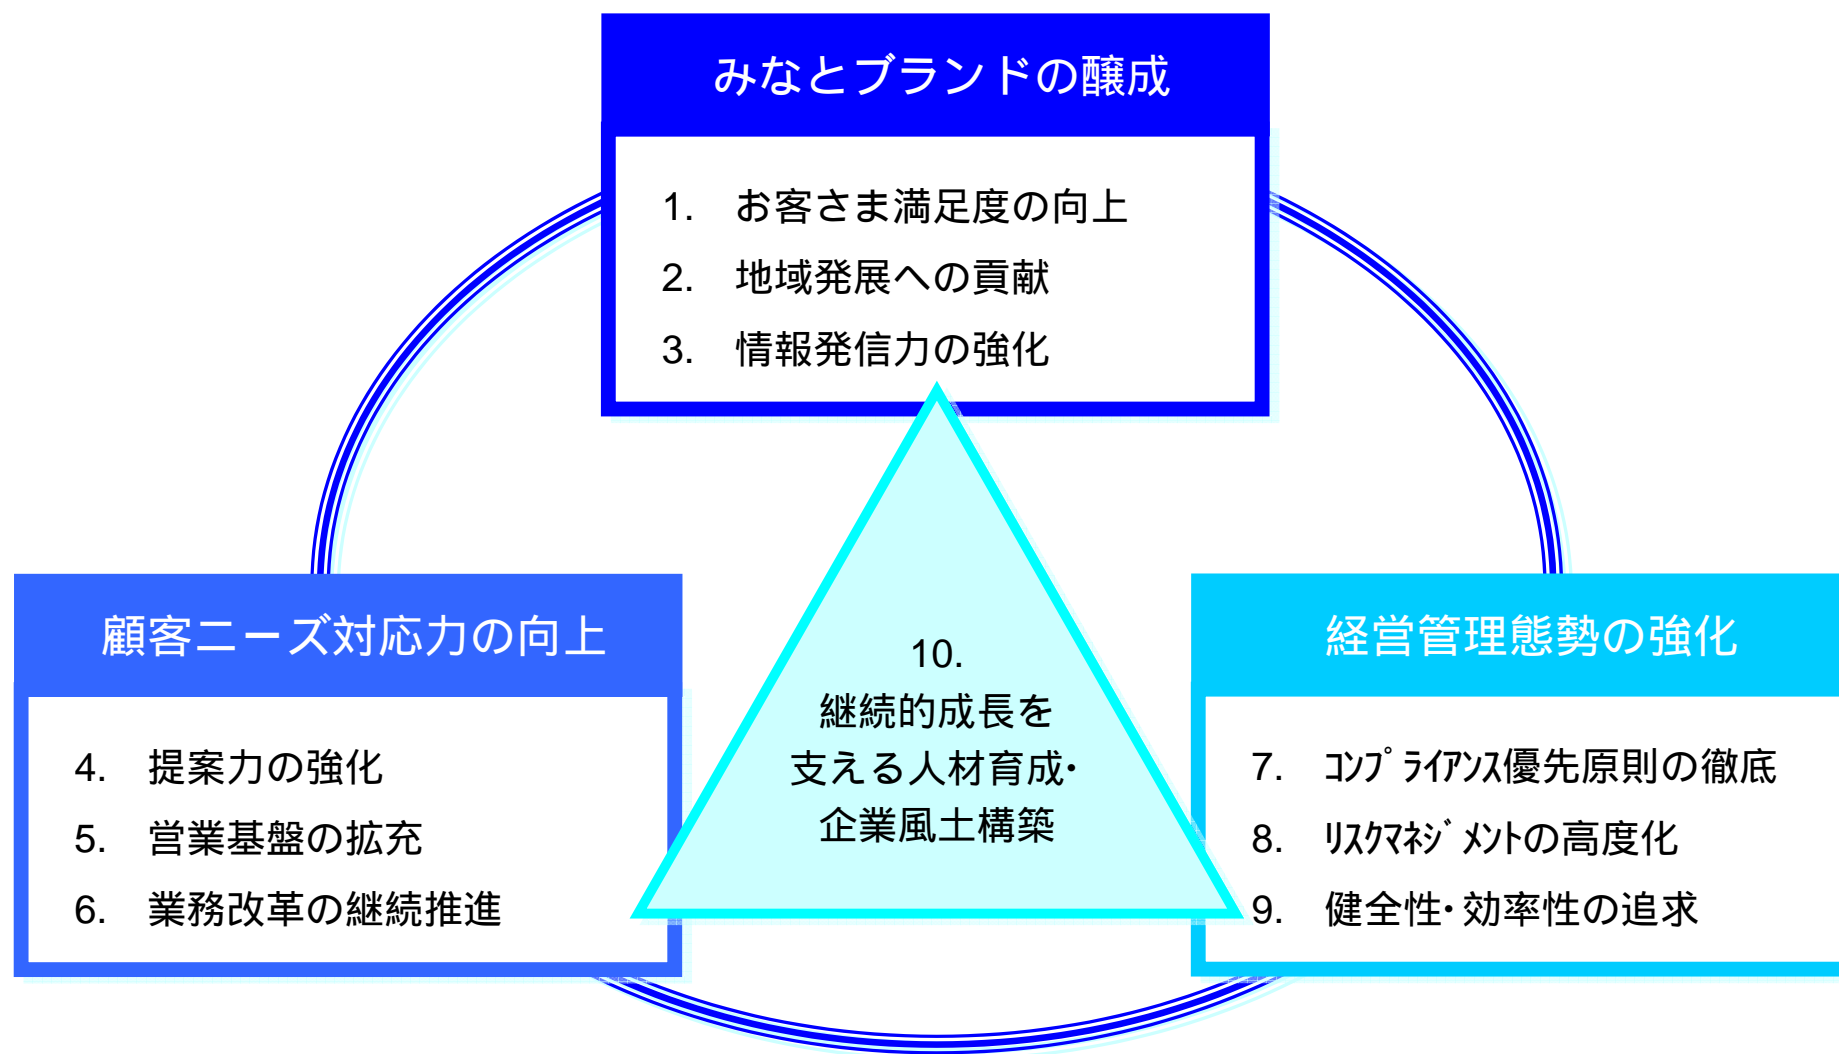 みなとブランドの醸成
1. お客さま満足度の向上
2. 地域発展への貢献
3. 情報発信力の強化
顧客ニーズ対応力の向上
4. 提案力の強化
5. 営業基盤の拡充
6. 業務改革の継続推進
10.
継続的成長を
支える人材育成・
企業風土構築
経営管理態勢の強化
7. ｺﾝﾌﾟﾗｲｱﾝｽ優先原則の徹底
8. ﾘｽｸﾏﾈｼﾞﾒﾝﾄの高度化
9. 健全性・効率性の追求